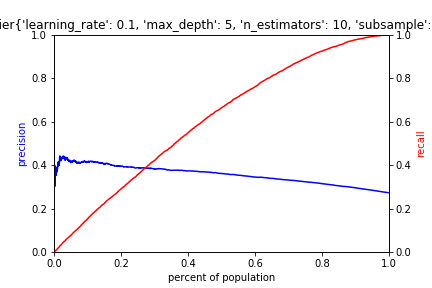 ier{'learning_rate': 0.1, 'max_depth': 5, 'n_estimators': 10, 'subsample':
1.0 1.0
0.8 0.8
0.6 0.6
precision recall
0.4 0.4
0.2 0.2
0.0 0.0
0.0 0.2 0.4 0.6 0.8 1.0
percent of population